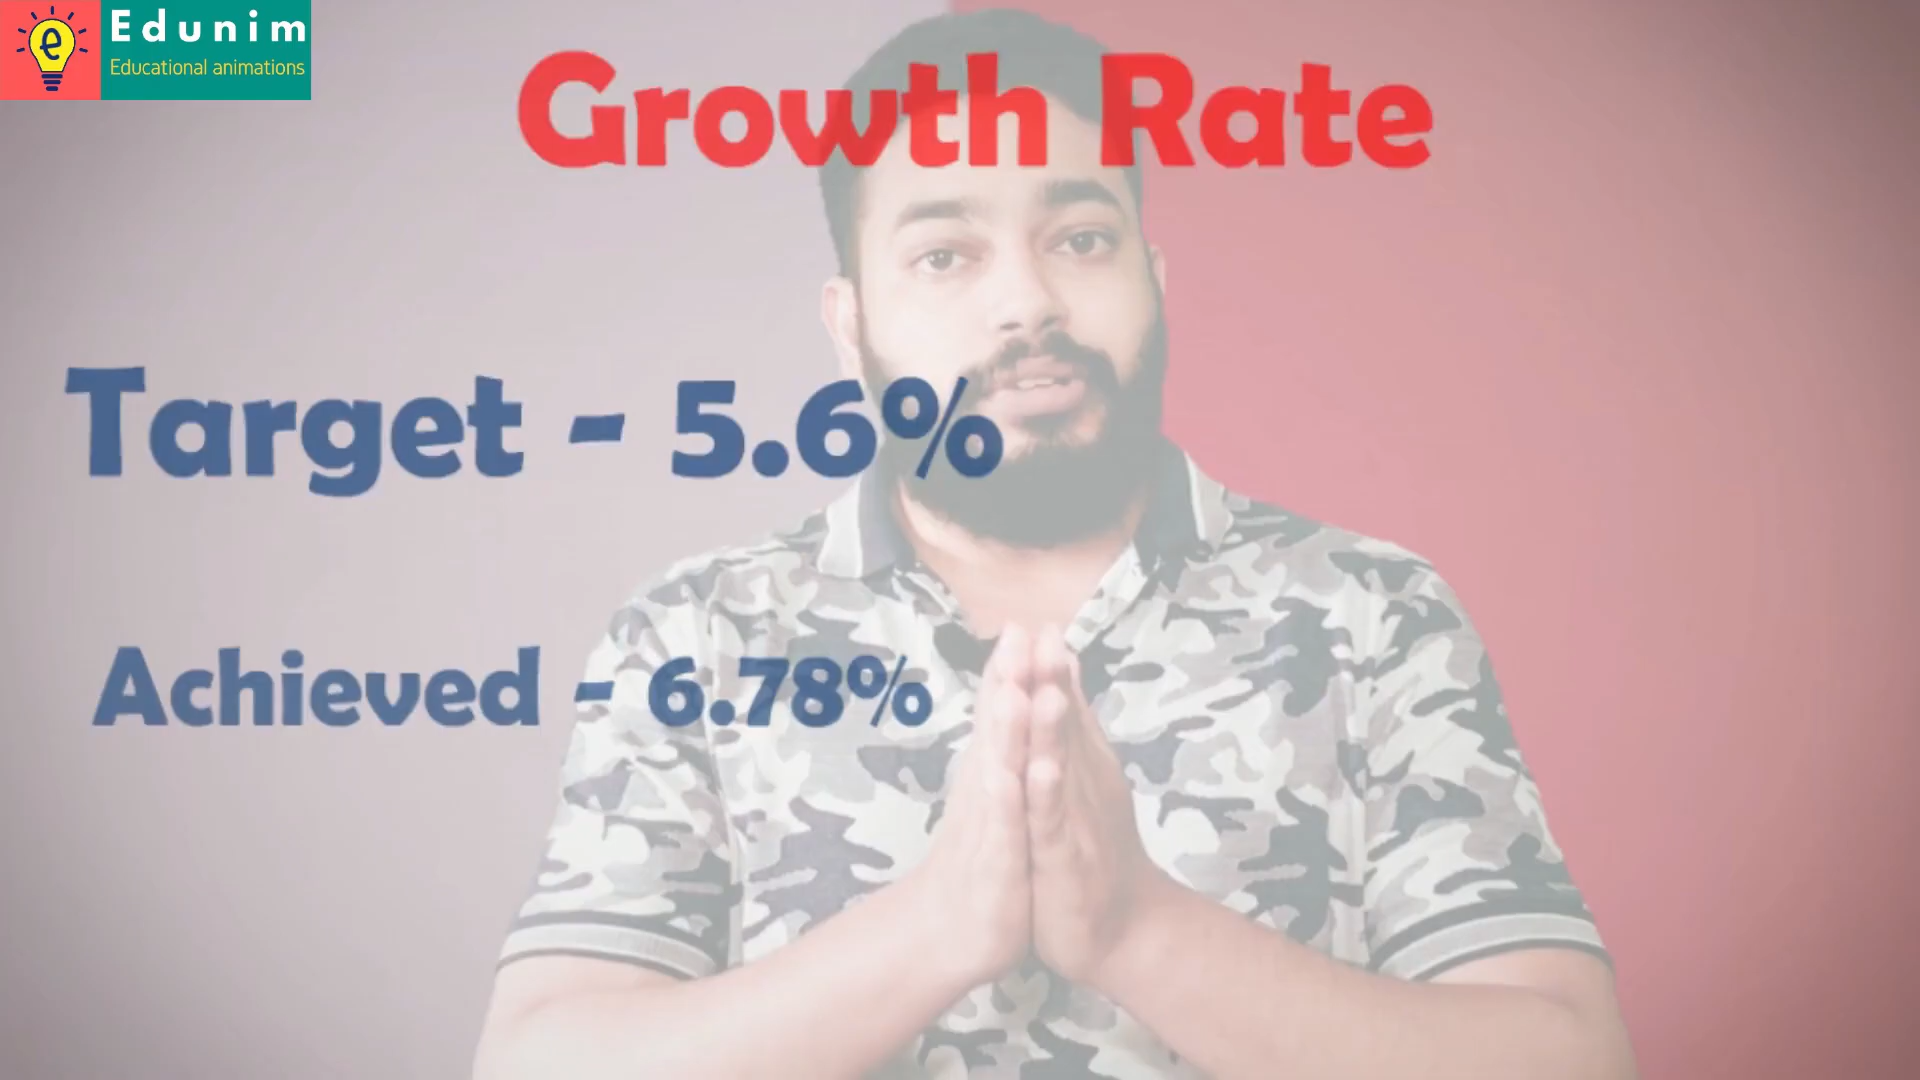 Edunim
Educational animations
Growth Rate
Target - 5.6%
Achieved - 6.78%